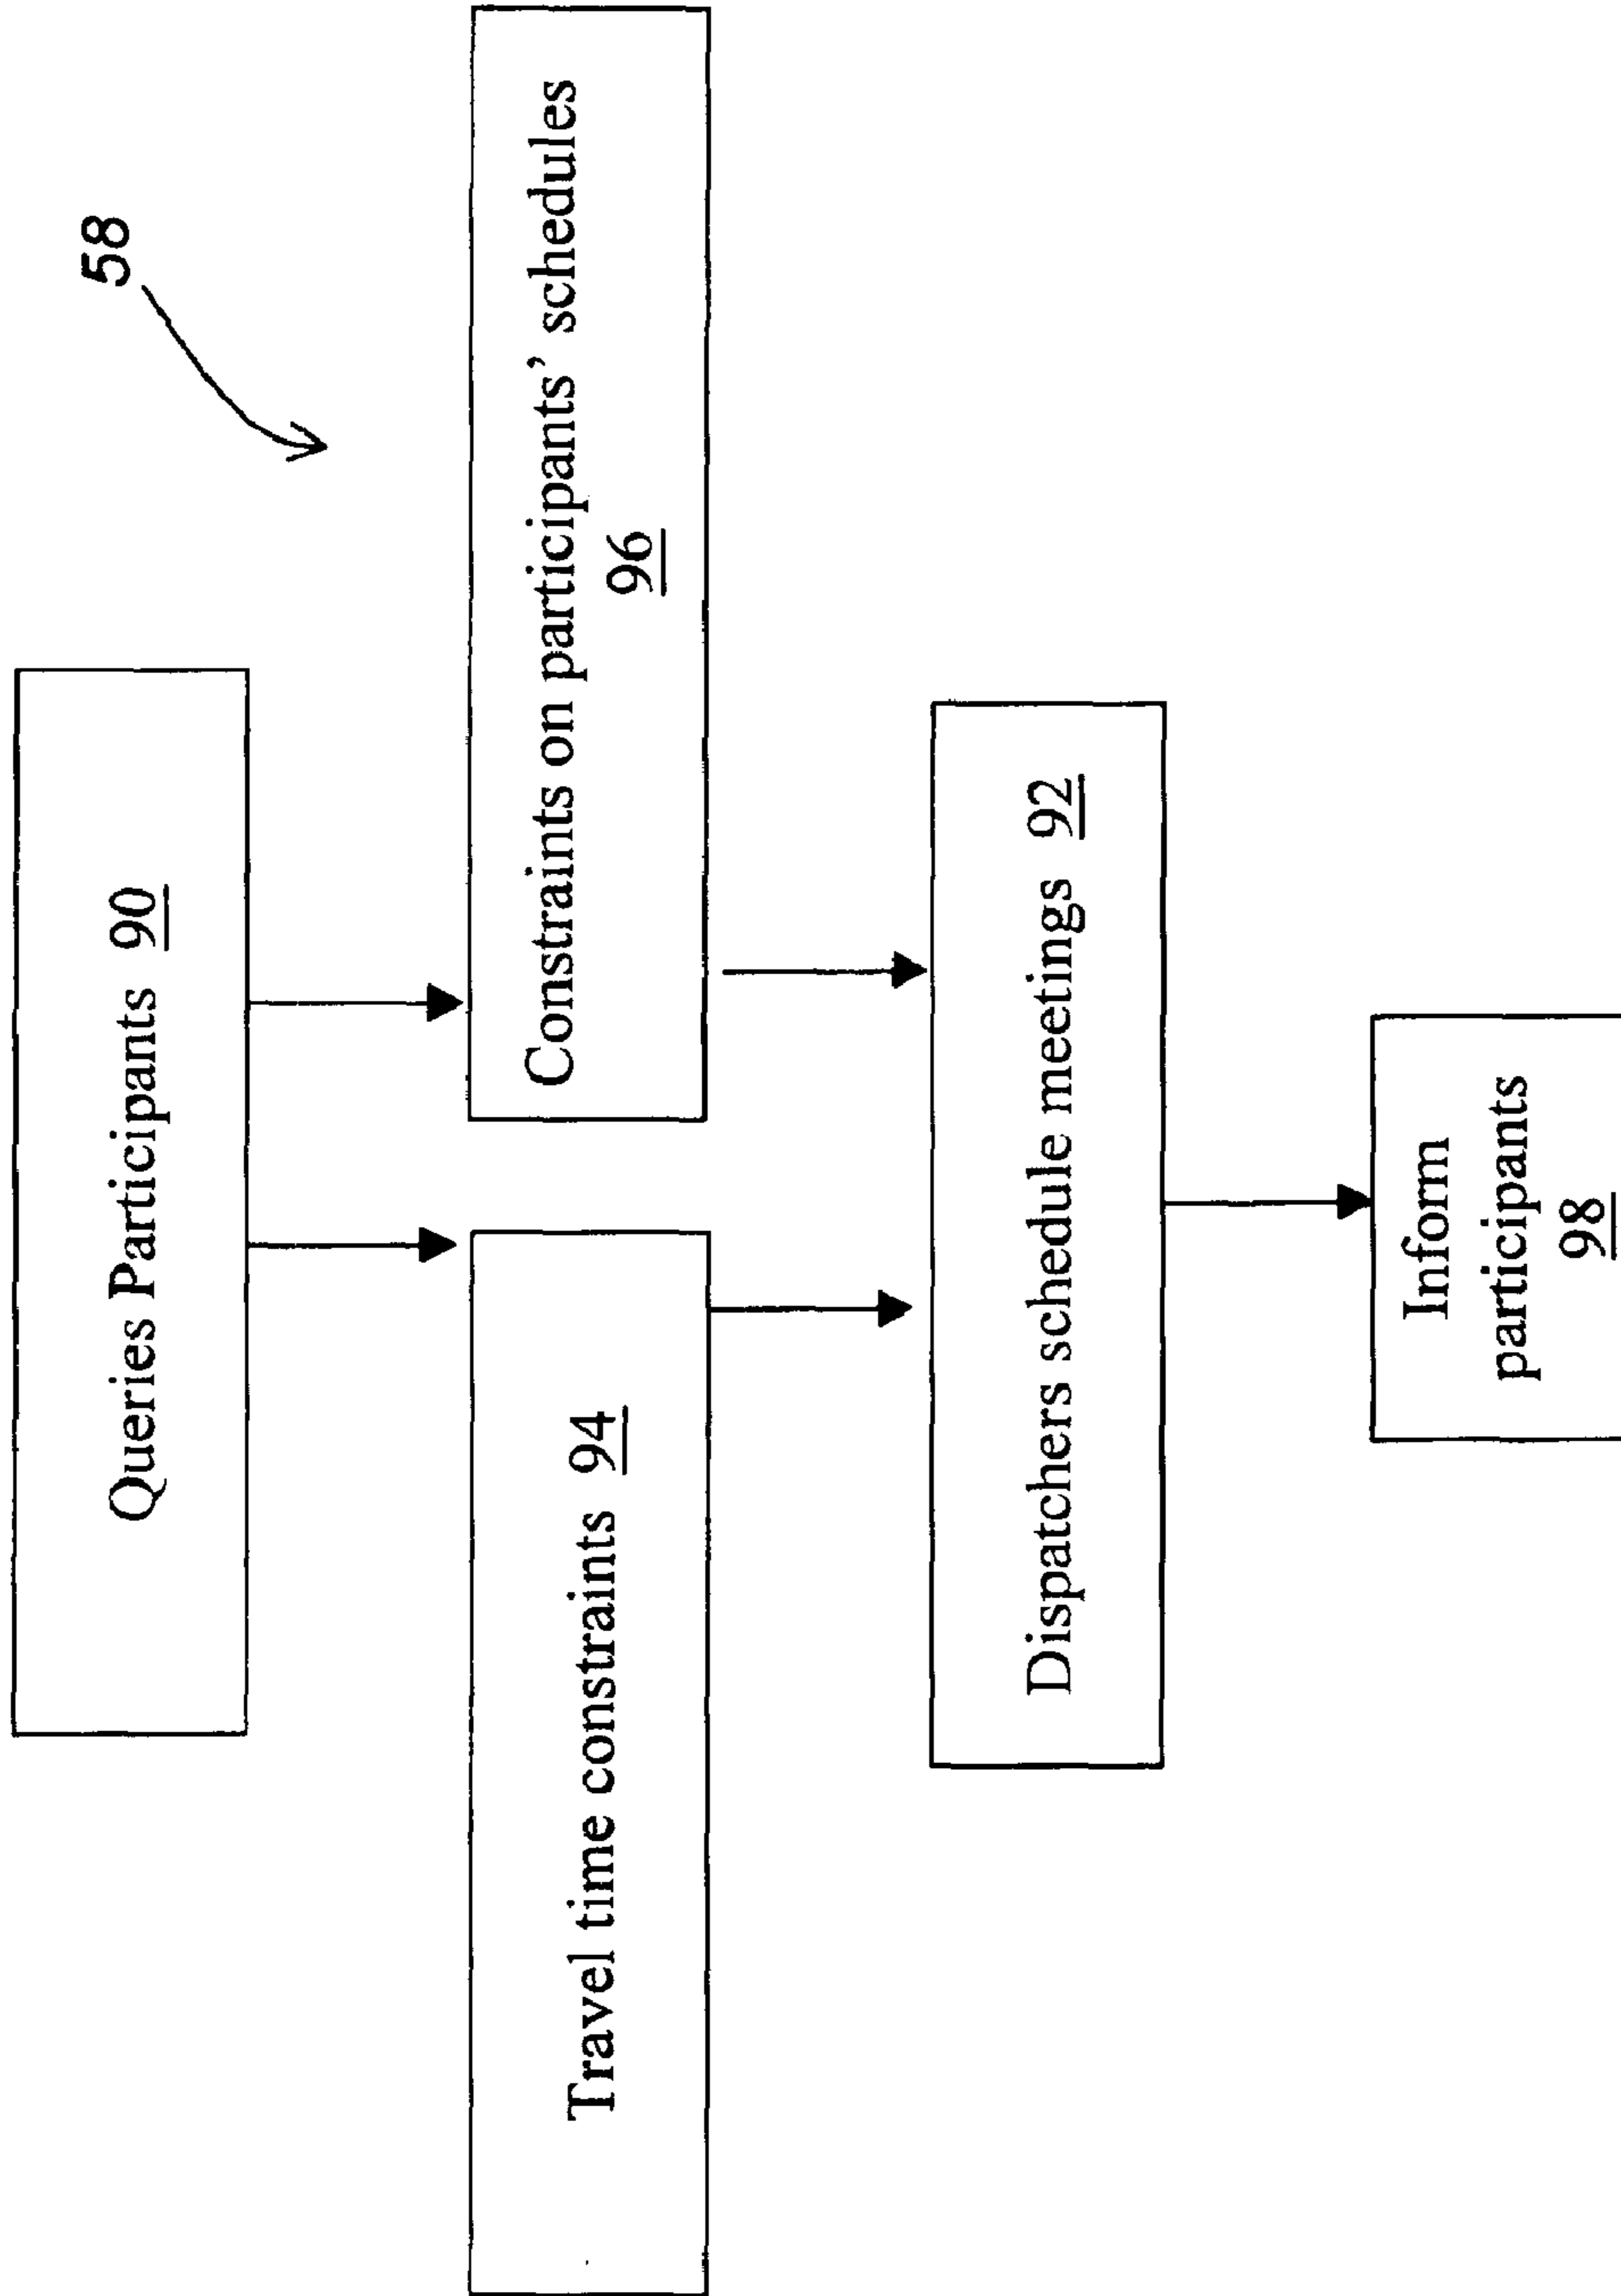 58
Queries Participants 90
Travel time constraints 94
Constraints on participants' schedules
96
Dispatchers schedule meetings 92
Inform
participants
98